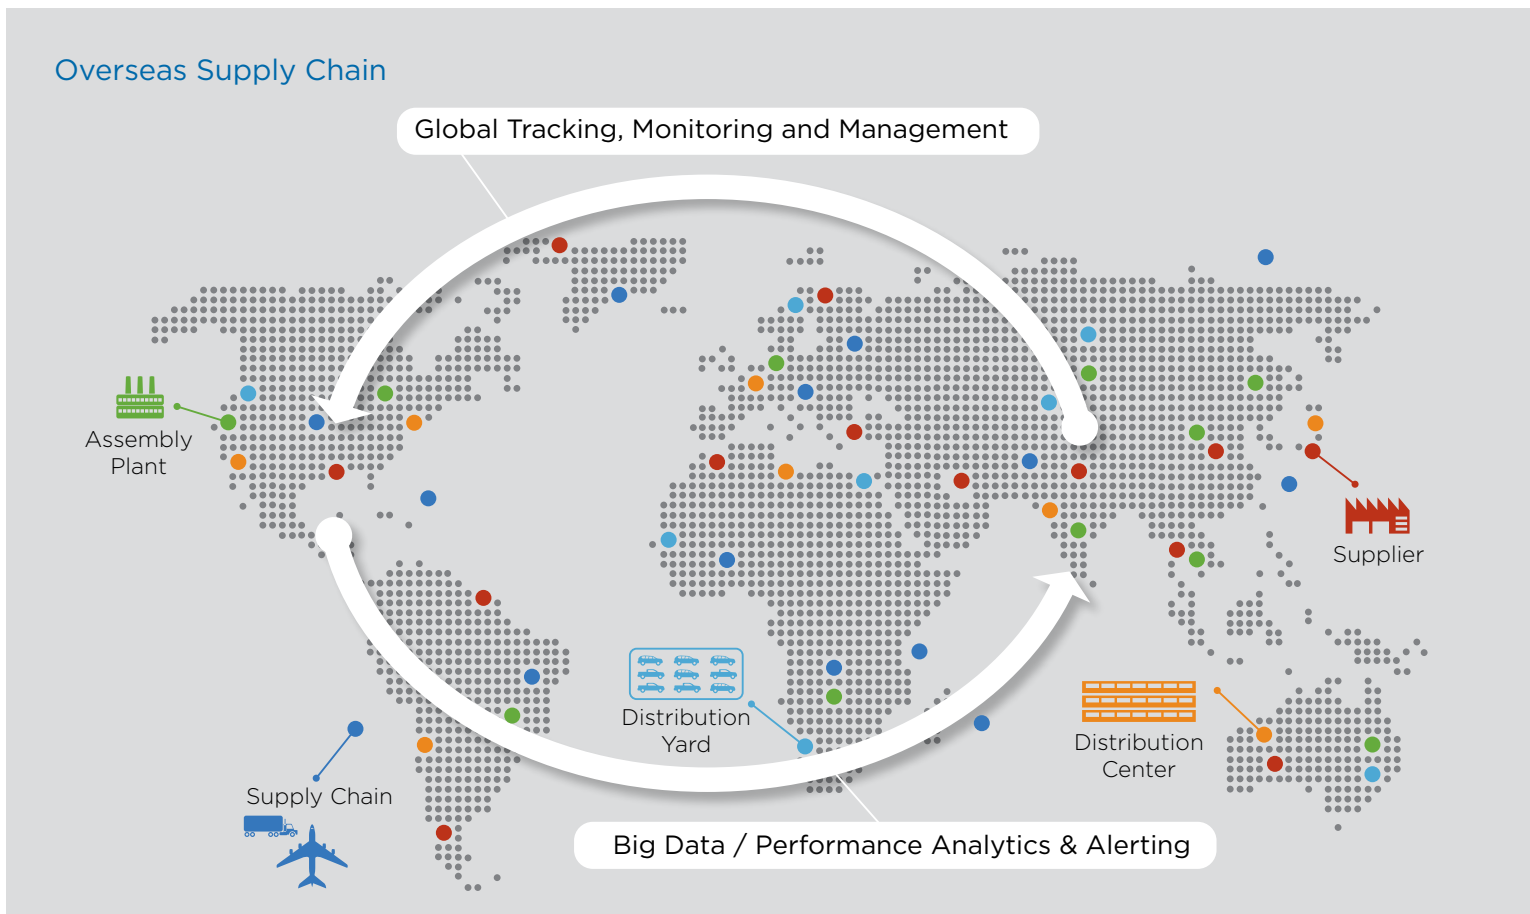 Overseas Supply Chain
Global Tracking, Monitoring and Management
Assembly
Plant
Supplier
Distribution
Yard
Distribution
Center
Supply Chain
Big Data / Performance Analytics & Alerting